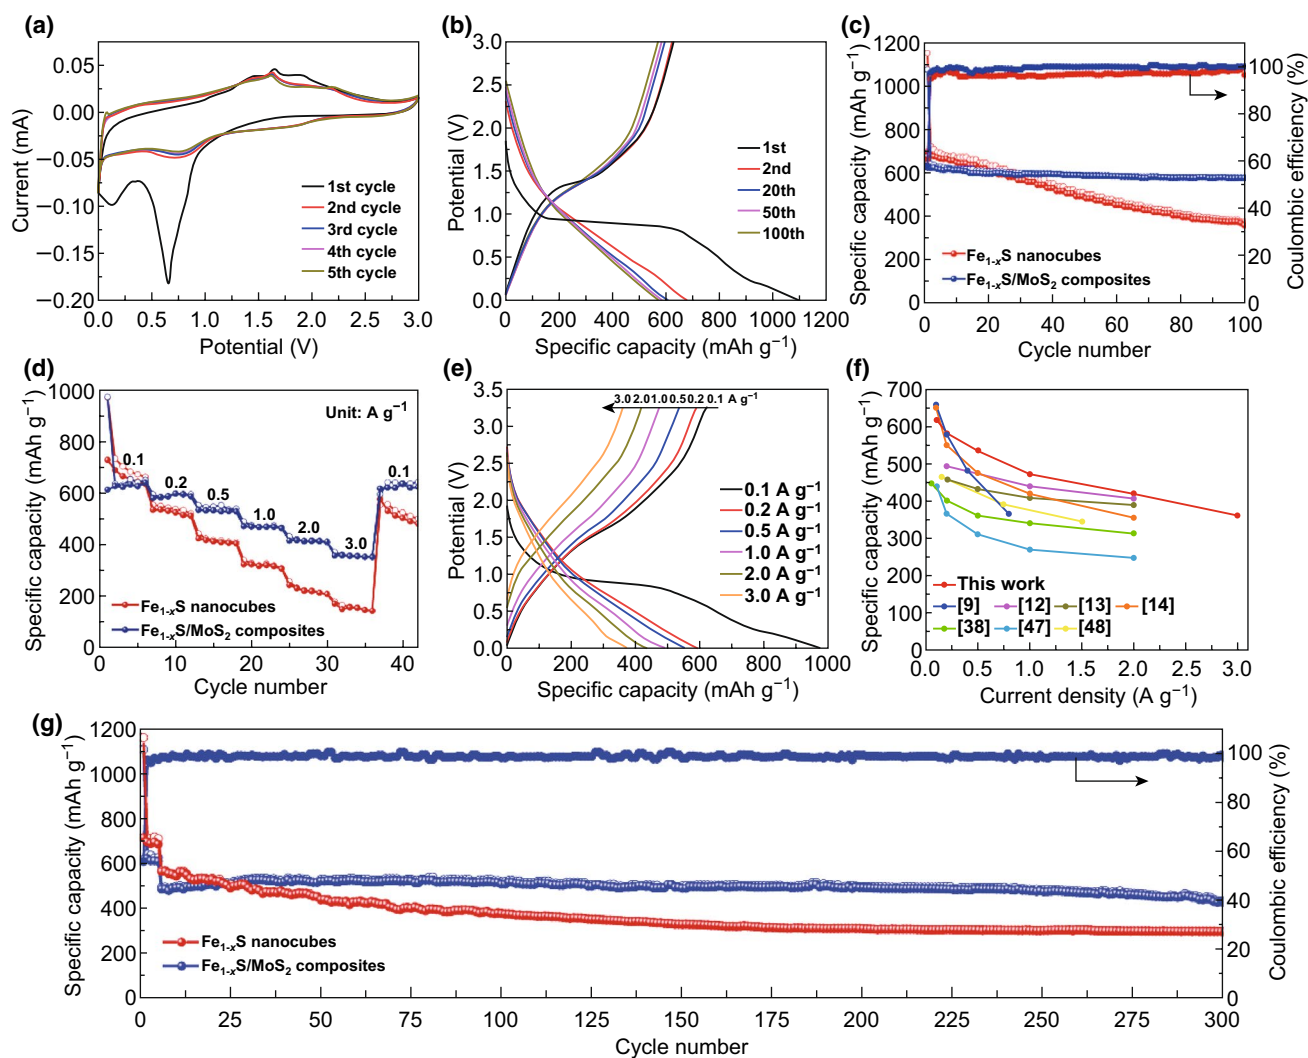 (a)
0.05
0.00
−0.05
−0.10
−0.15
−0.20
Current (mA)
1st cycle
2nd cycle
3rd cycle
4th cycle
5th cycle
0.0 0.5 1.0 1.5 2.0 2.5 3.0
Potential (V)
(b)
3.0
2.5
2.0
1.5
1.0
0.5
0.0
Potential (V)
1st
2nd
20th
50th
100th
0 200 400 600 800 1000 1200
Specific capacity (mAh g⁻¹)
(c)
1200
1000
800
600
400
200
0
Specific capacity (mAh g⁻¹)
100
80
60
40
20
0
Coulombic efficiency (%)
Fe₁₋ₓS nanocubes
Fe₁₋ₓS/MoS₂ composites
0 20 40 60 80 100
Cycle number
(d)
1000
800
600
400
200
0
Specific capacity (mAh g⁻¹)
Unit: A g⁻¹
0.1 0.2 0.5 1.0 2.0 3.0 0.1
Fe₁₋ₓS nanocubes
Fe₁₋ₓS/MoS₂ composites
0 10 20 30 40
Cycle number
(e)
3.5
3.0
2.5
2.0
1.5
1.0
0.5
0.0
Potential (V)
3.0 2.0 1.0 0.5 0.2 0.1 A g⁻¹
0.1 A g⁻¹
0.2 A g⁻¹
0.5 A g⁻¹
1.0 A g⁻¹
2.0 A g⁻¹
3.0 A g⁻¹
0 200 400 600 800 1000
Specific capacity (mAh g⁻¹)
(f)
700
600
500
400
300
200
100
0
Specific capacity (mAh g⁻¹)
This work
[9] [12] [13] [14]
[38] [47] [48]
0.0 0.5 1.0 1.5 2.0 2.5 3.0
Current density (A g⁻¹)
(g)
1200
1000
800
600
400
200
0
Specific capacity (mAh g⁻¹)
100
80
60
40
20
0
Coulombic efficiency (%)
Fe₁₋ₓS nanocubes
Fe₁₋ₓS/MoS₂ composites
0 25 50 75 100 125 150 175 200 225 250 275 300
Cycle number